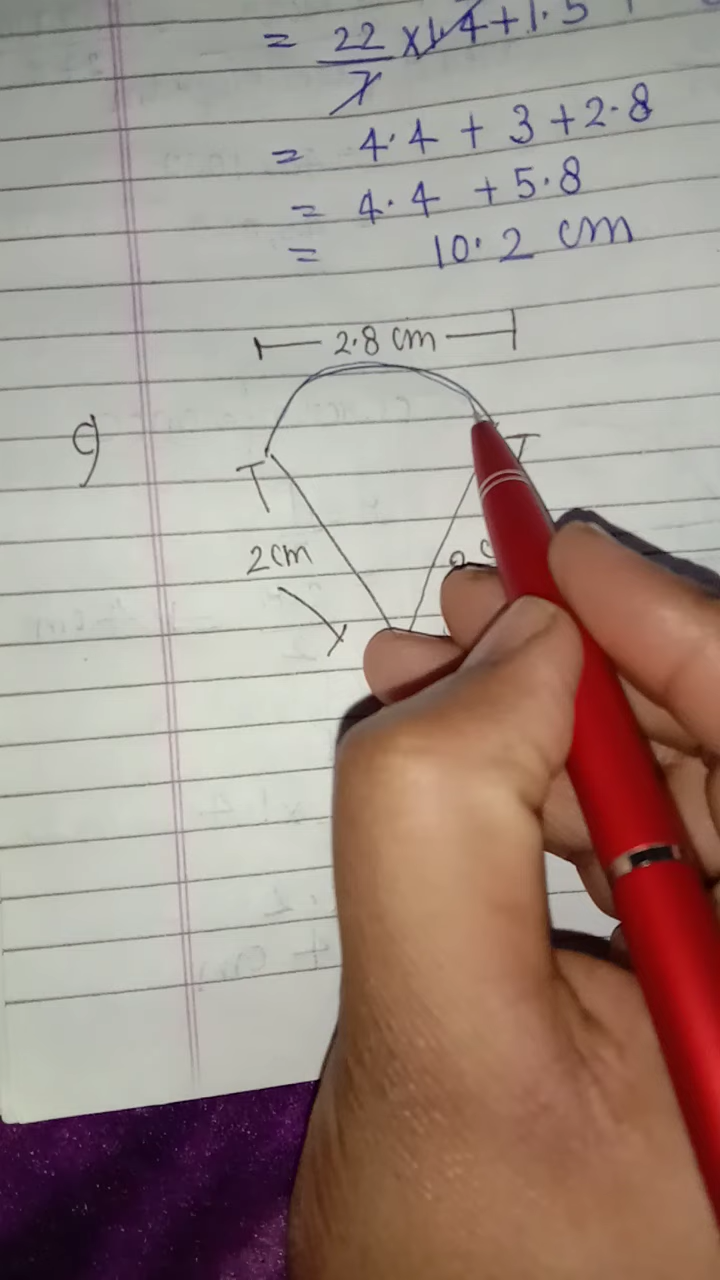 = 22/7 x1.4+1.5+
= 4.4 + 3 +2.8
= 4.4 +5.8
= 10.2 cm
2.8 cm
c)
2cm